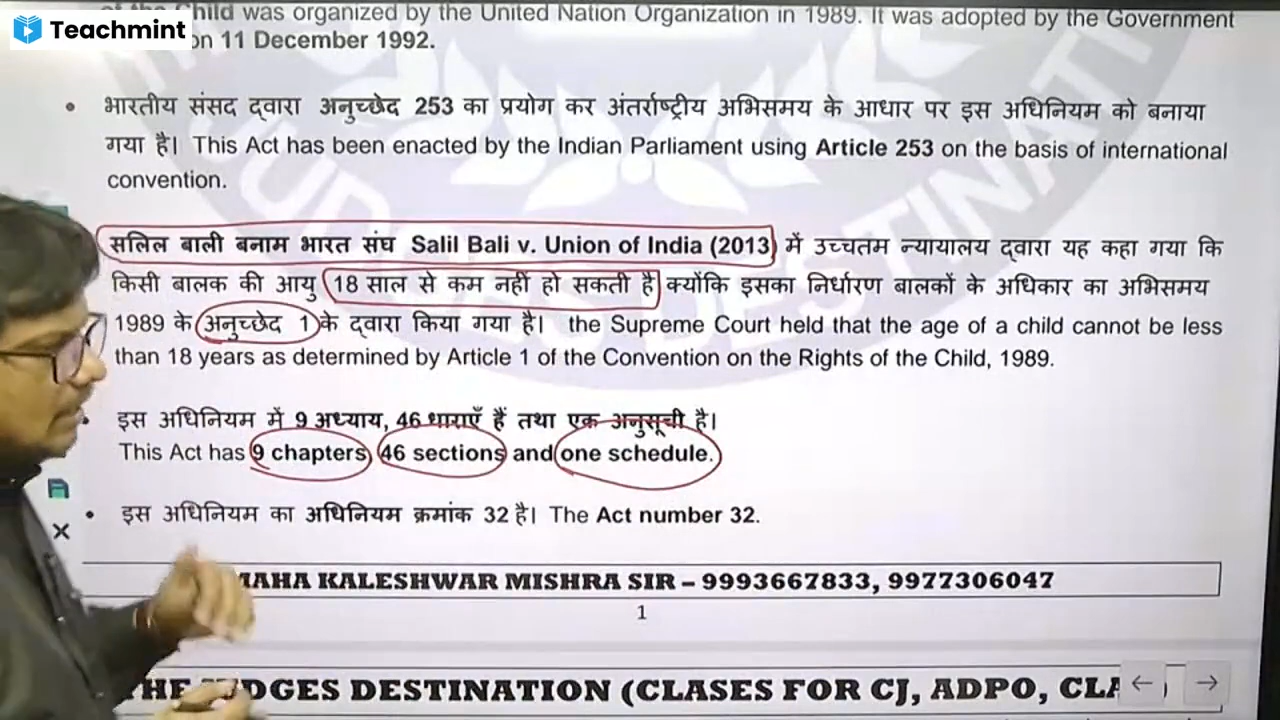 of the Child was organized by the United Nation Organization in 1989. It was adopted by the Government
Teachmint
on 11 December 1992.
• भारतीय संसद द्वारा अनुच्छेद 253 का प्रयोग कर अंतर्राष्ट्रीय अभिसमय के आधार पर इस अधिनियम को बनाया
गया है। This Act has been enacted by the Indian Parliament using Article 253 on the basis of international
convention.
सलिल बाली बनाम भारत संघ Salil Bali v. Union of India (2013) में उच्चतम न्यायालय द्वारा यह कहा गया कि
किसी बालक की आयु 18 साल से कम नहीं हो सकती है क्योंकि इसका निर्धारण बालकों के अधिकार का अभिसमय
1989 के अनुच्छेद 1 के द्वारा किया गया है। the Supreme Court held that the age of a child cannot be less
than 18 years as determined by Article 1 of the Convention on the Rights of the Child, 1989.
• इस अधिनियम में 9 अध्याय, 46 धाराएँ हैं तथा एक अनुसूची है।
This Act has 9 chapters, 46 sections and one schedule.
• इस अधिनियम का अधिनियम क्रमांक 32 है। The Act number 32.
MAHA KALESHWAR MISHRA SIR – 9993667833, 9977306047
1
THE JUDGES DESTINATION (CLASES FOR CJ, ADPO, CLA